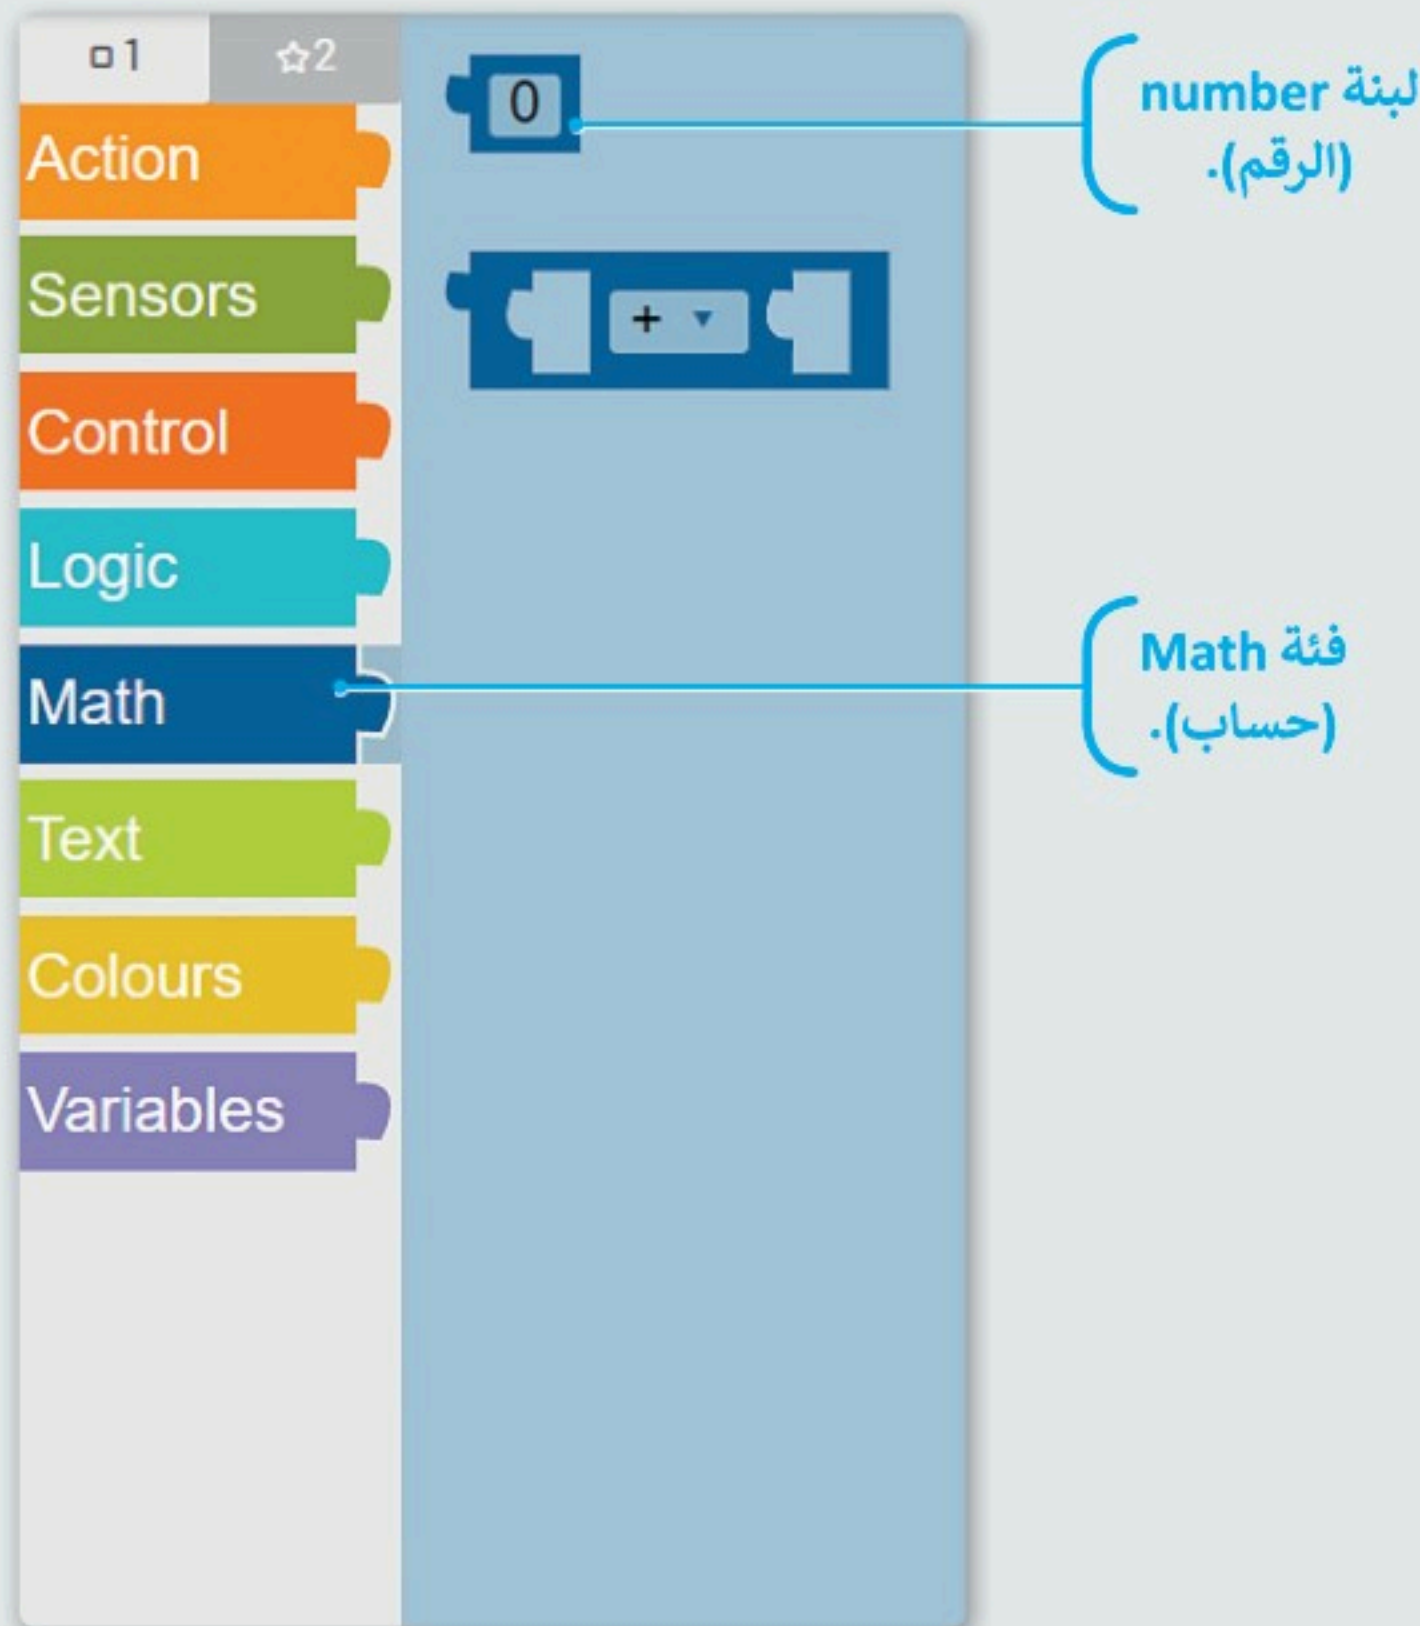 1
2
Action
Sensors
Control
Logic
Math
Text
Colours
Variables
0
+
لبنة number
(الرقم).
فئة Math
(حساب).